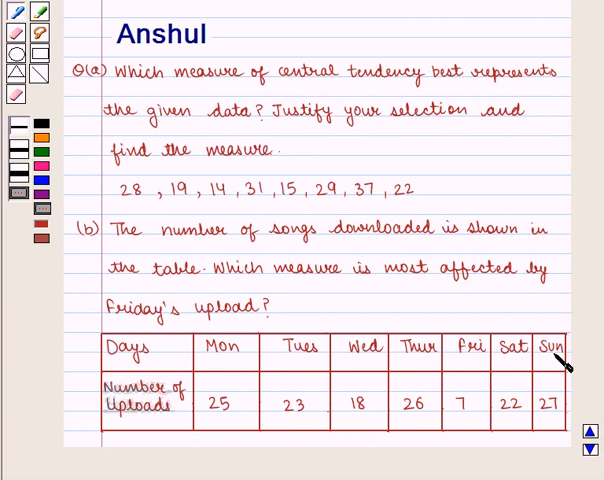 Anshul
Q(a) Which measure of central tendency best represents
the given data? Justify your selection and
find the measure.
28 , 19 , 14 , 31 , 15 , 29 , 37 , 22
(b) The number of songs downloaded is shown in
the table. Which measure is most affected by
Friday's upload?
Days Mon Tues Wed Thur Fri Sat Sun
Number of
Uploads 25 23 18 26 7 22 27